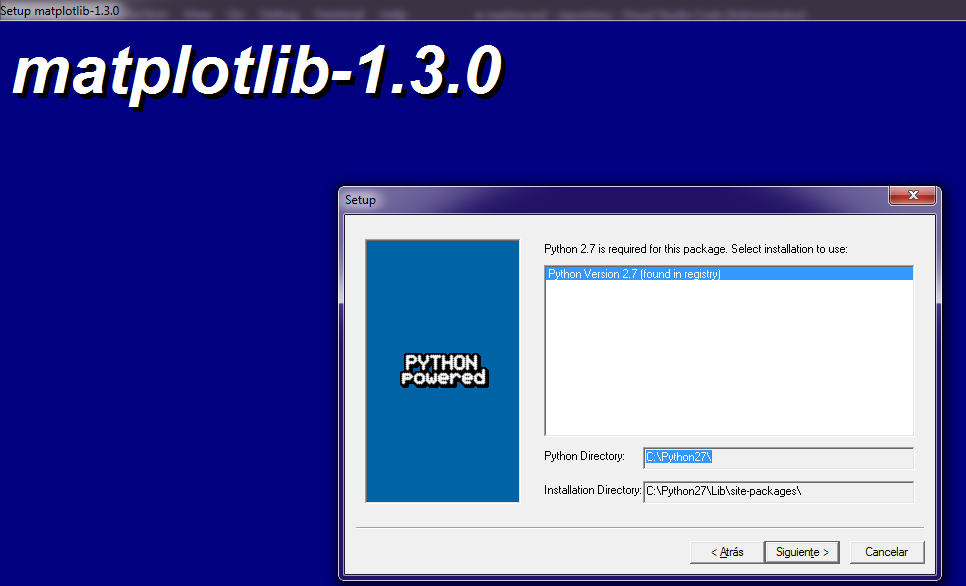 Setup matplotlib-1.3.0
matplotlib-1.3.0
Setup
Python 2.7 is required for this package. Select installation to use:
Python Version 2.7 (found in registry)
PYTHON
powered
Python Directory: C:\Python27\
Installation Directory: C:\Python27\Lib\site-packages\
< Atrás Siguiente > Cancelar